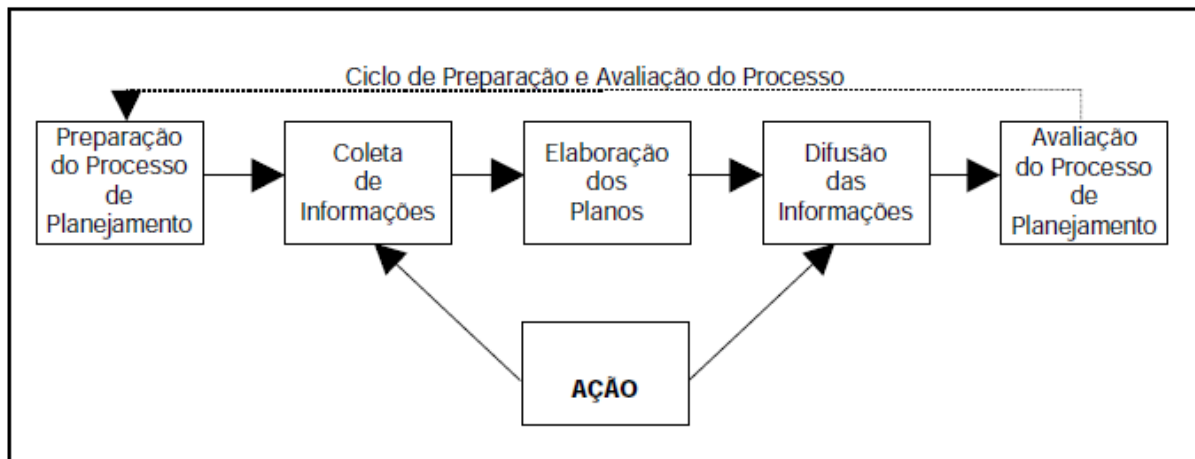 Ciclo de Preparação e Avaliação do Processo
Preparação
do Processo
de
Planejamento
Coleta
de
Informações
Elaboração
dos
Planos
Difusão
das
Informações
Avaliação
do Processo
de
Planejamento
AÇÃO